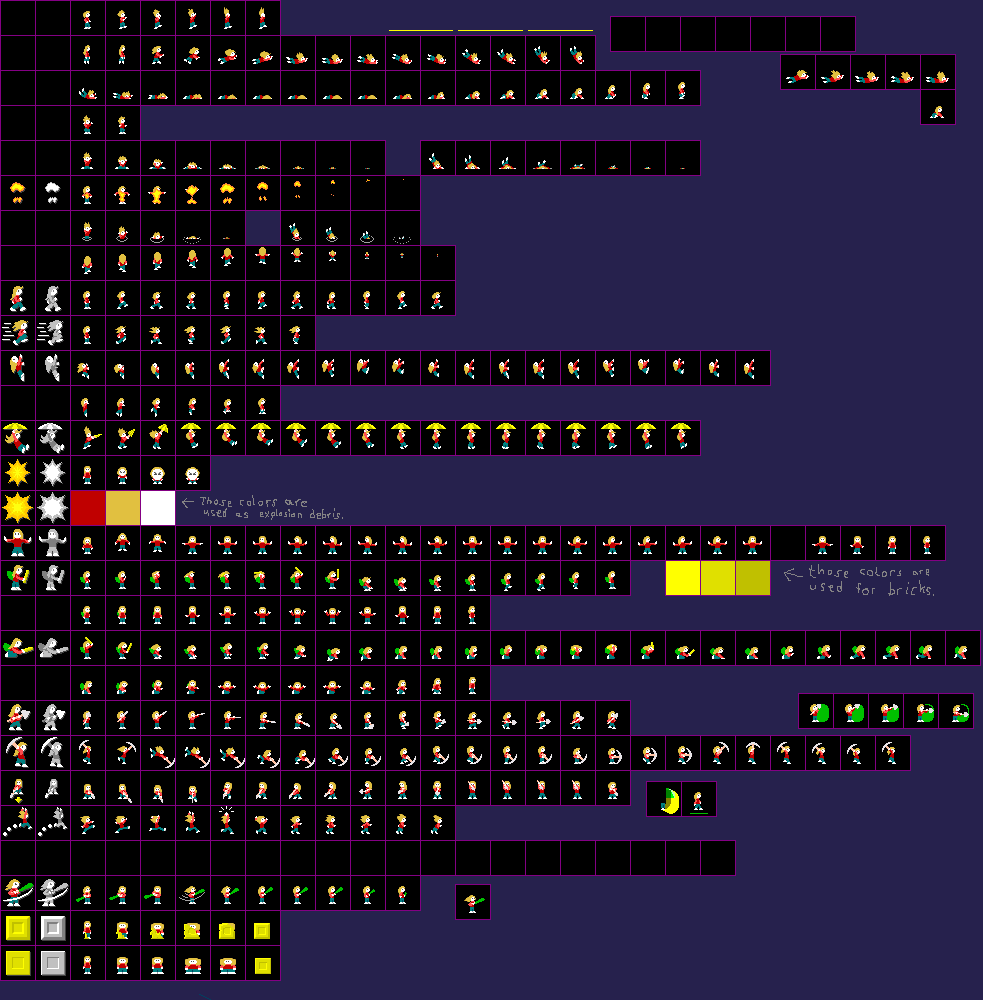 ← Those colors are
used as explosion debris.
← those colors are
used for bricks.